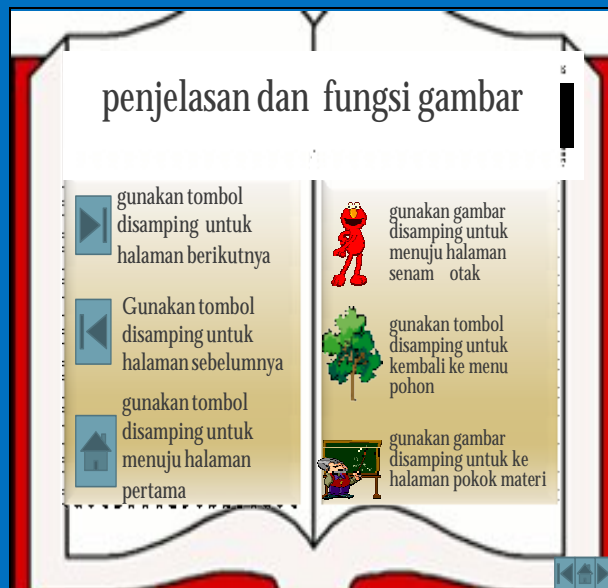 penjelasan dan fungsi gambar
gunakan tombol
disamping untuk
halaman berikutnya
Gunakan tombol
disamping untuk
halaman sebelumnya
gunakan tombol
disamping untuk
menuju halaman
pertama
gunakan gambar
disamping untuk
menuju halaman
senam otak
gunakan tombol
disamping untuk
kembali ke menu
pohon
gunakan gambar
disamping untuk ke
halaman pokok materi